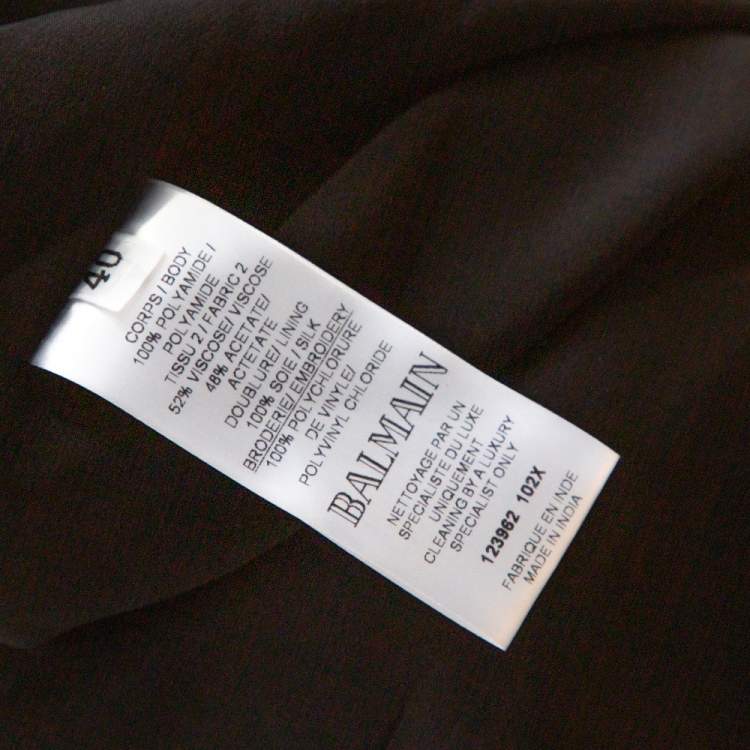 40
CORPS / BODY
100% POLYAMIDE /
POLYAMIDE
TISSU 2 / FABRIC 2
52% VISCOSE/ VISCOSE
48% ACETATE/
ACTETATE
DOUBLURE/ LINING
100% SOIE / SILK
BRODERIE/ EMBROIDERY
100% POLYCHLORURE
DE VINYLE/
POLYVINYL CHLORIDE
BALMAIN
NETTOYAGE PAR UN
SPECIALISTE DU LUXE
UNIQUEMENT
CLEANING BY A LUXURY
SPECIALIST ONLY
123962 102X
FABRIQUE EN INDE
MADE IN INDIA